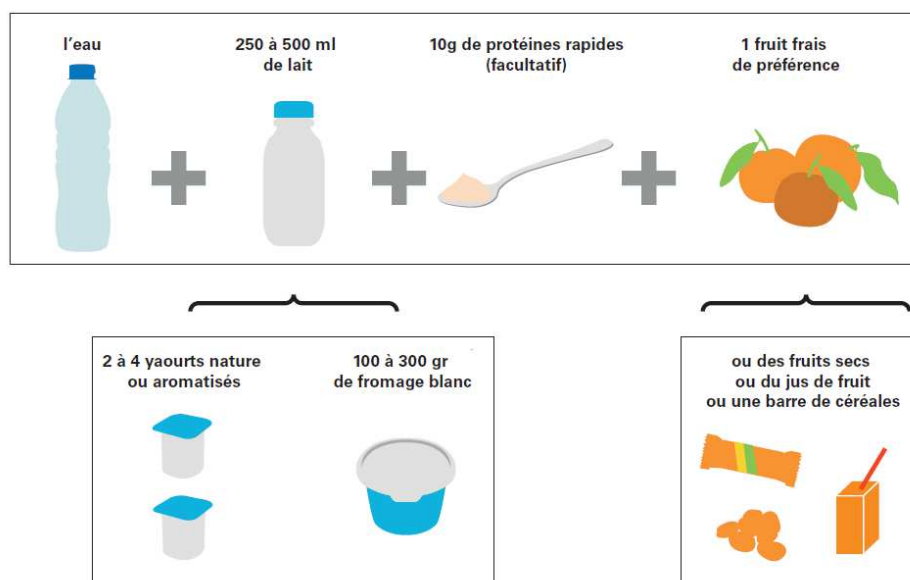 l'eau
250 à 500 ml
de lait
10g de protéines rapides
(facultatif)
1 fruit frais
de préférence
2 à 4 yaourts nature
ou aromatisés
100 à 300 gr
de fromage blanc
ou des fruits secs
ou du jus de fruit
ou une barre de céréales